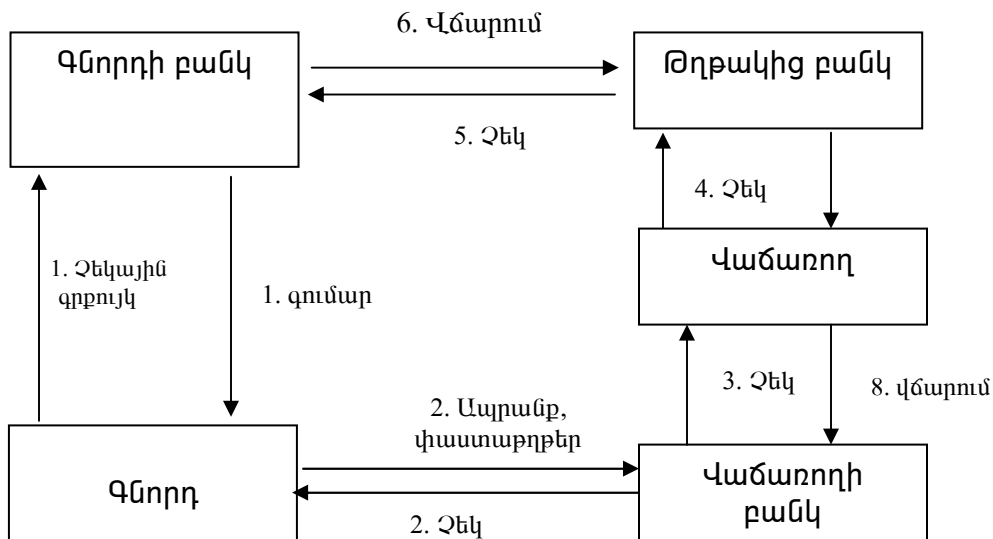 6. Վճարում
Գնորդի բանկ
Թղթակից բանկ
5. Չեկ
4. Չեկ
1. Չեկային
գրքույկ
1. գումար
Վաճառող
3. Չեկ
8. վճարում
2. Ապրանք,
փաստաթղթեր
Գնորդ
Վաճառողի
բանկ
2. Չեկ